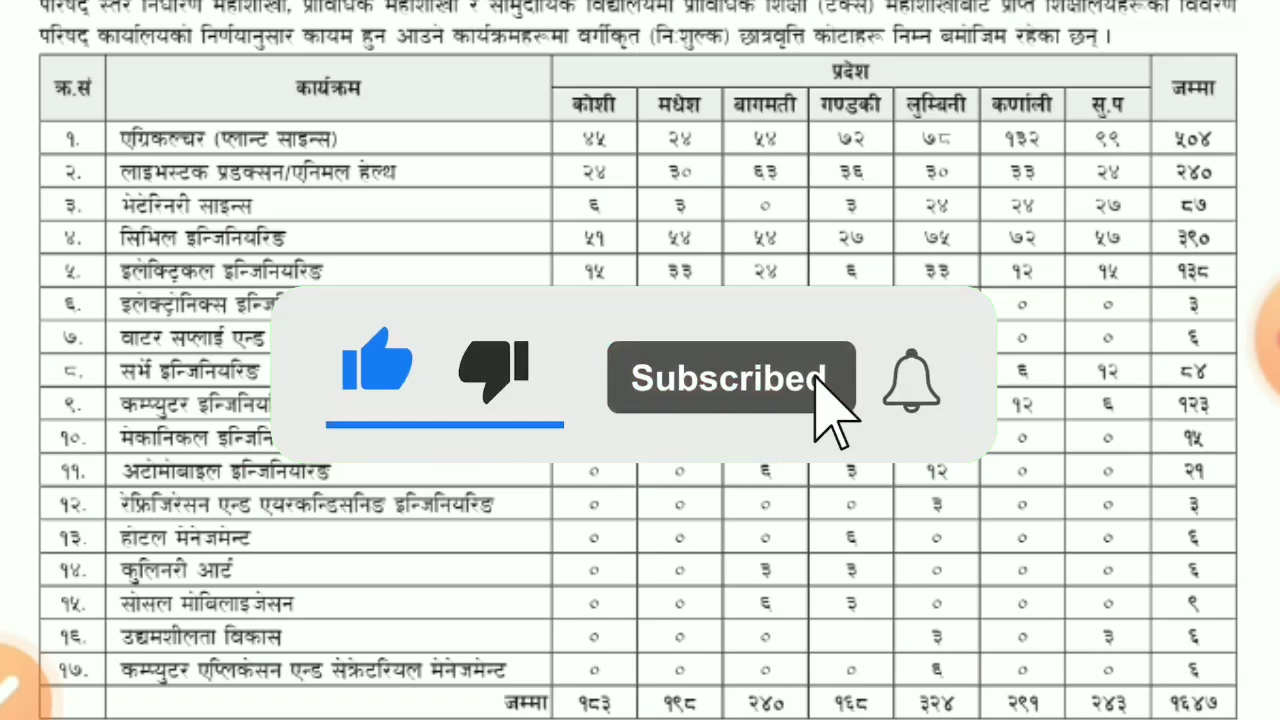 परिषद् स्तर निर्धारण महाशाखा, प्राविधिक महाशाखा र सामुदायिक विद्यालयमा प्राविधिक शिक्षा (टेक्स) महाशाखाबाट प्राप्त शिक्षालयहरूको विवरण
परिषद् कार्यालयको निर्णयानुसार कायम हुन आउने कार्यक्रमहरूमा वर्गीकृत (नि:शुल्क) छात्रवृत्ति कोटाहरू निम्न बमोजिम रहेका छन् ।
क्र.सं कार्यक्रम प्रदेश जम्मा
कोशी मधेश बागमती गण्डकी लुम्बिनी कर्णाली सु.प
१. एग्रिकल्चर (प्लान्ट साइन्स) ४५ २४ ५४ ७२ ७८ १३२ ९९ ५०४
२. लाइभस्टक प्रडक्सन/एनिमल हेल्थ २४ ३० ६३ ३६ ३० ३३ २४ २४०
३. भेटेरिनरी साइन्स ६ ३ ० ३ २४ २४ २७ ८७
४. सिभिल इन्जिनियरिङ ५१ ५४ ५४ २७ ७५ ७२ ५७ ३९०
५. इलेक्ट्रिकल इन्जिनियरिङ १५ ३३ २४ ६ ३३ १२ १५ १३८
६. इलेक्ट्रोनिक्स ० ० ३
७. वाटर सप्लाई एन्ड ० ० ६
८. सर्भे इन्जिनियरिङ ६ १२ ८४
९. कम्प्युटर १२ ६ १२३
१०. मेकानिकल ० ० १५
११. अटोमोबाइल इन्जिनियरिङ ० ० ६ ३ १२ ० ० २१
१२. रेफ्रिजिरेसन एन्ड एयरकन्डिसनिङ इन्जिनियरिङ ० ० ० ० ३ ० ० ३
१३. होटल मेनेजमेन्ट ० ० ० ६ ० ० ० ६
१४. कुलिनरी आर्ट ० ० ३ ३ ० ० ० ६
१५. सोसल मोबिलाइजेसन ० ० ६ ३ ० ० ० ९
१६. उद्यमशीलता विकास ० ० ० ३ ० ३ ६
१७. कम्प्युटर एप्लिकेसन एन्ड सेक्रेटरियल मेनेजमेन्ट ० ० ० ० ६ ० ० ६
जम्मा १८३ १९८ २४० १६८ ३२४ २९१ २४३ १६४७
Subscribed